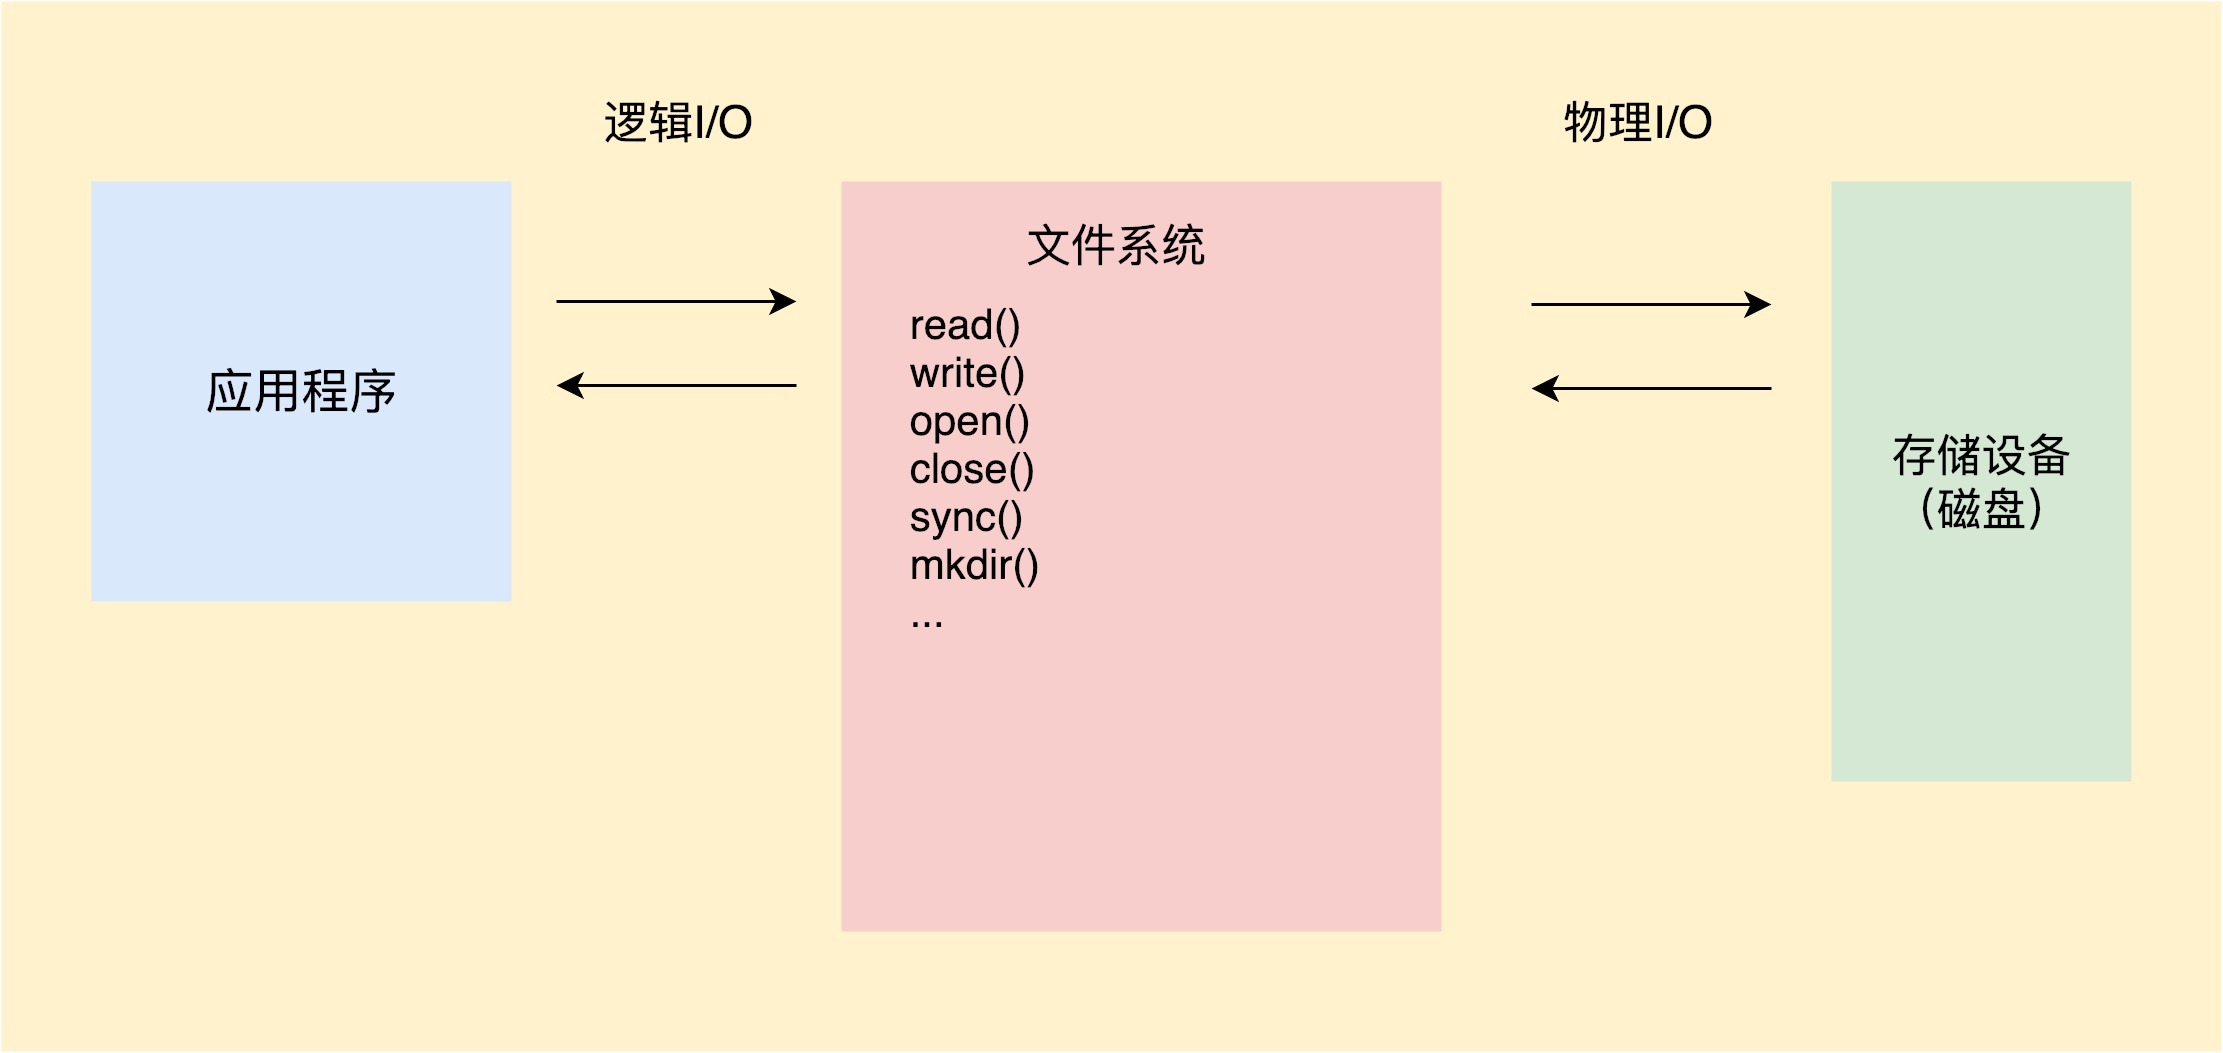 逻辑I/O
物理I/O
应用程序
文件系统
read()
write()
open()
close()
sync()
mkdir()
...
存储设备
（磁盘）